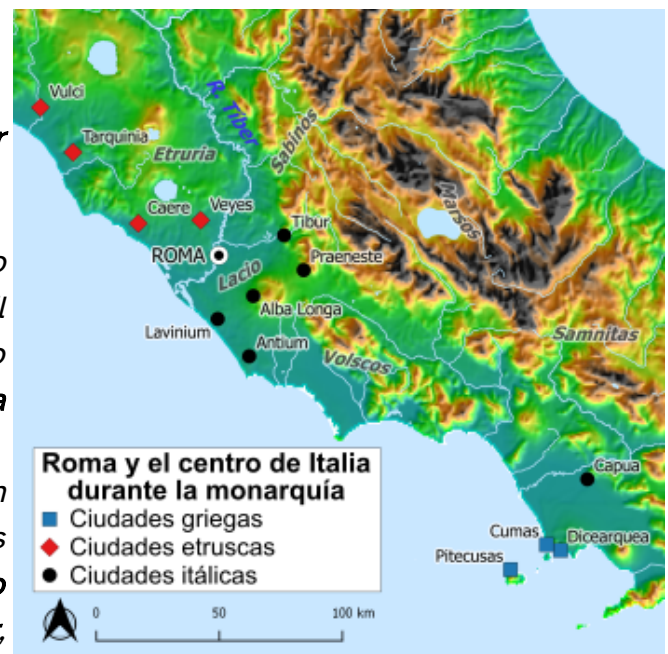 Vulci
R. Tíber
r
Tarquinia
Etruria
Sabinos
Caere
Veyes
Marsos
Tibur
ROMA
o
Lacio
Praeneste
l
Alba Longa
Lavinium
o
Antium
Samnitas
Volscos
a
Capua
Roma y el centro de Italia
durante la monarquía
Ciudades griegas
Ciudades etruscas
Ciudades itálicas
n
s
Cumas
Dicearquea
Pitecusas
o
0 50 100 km